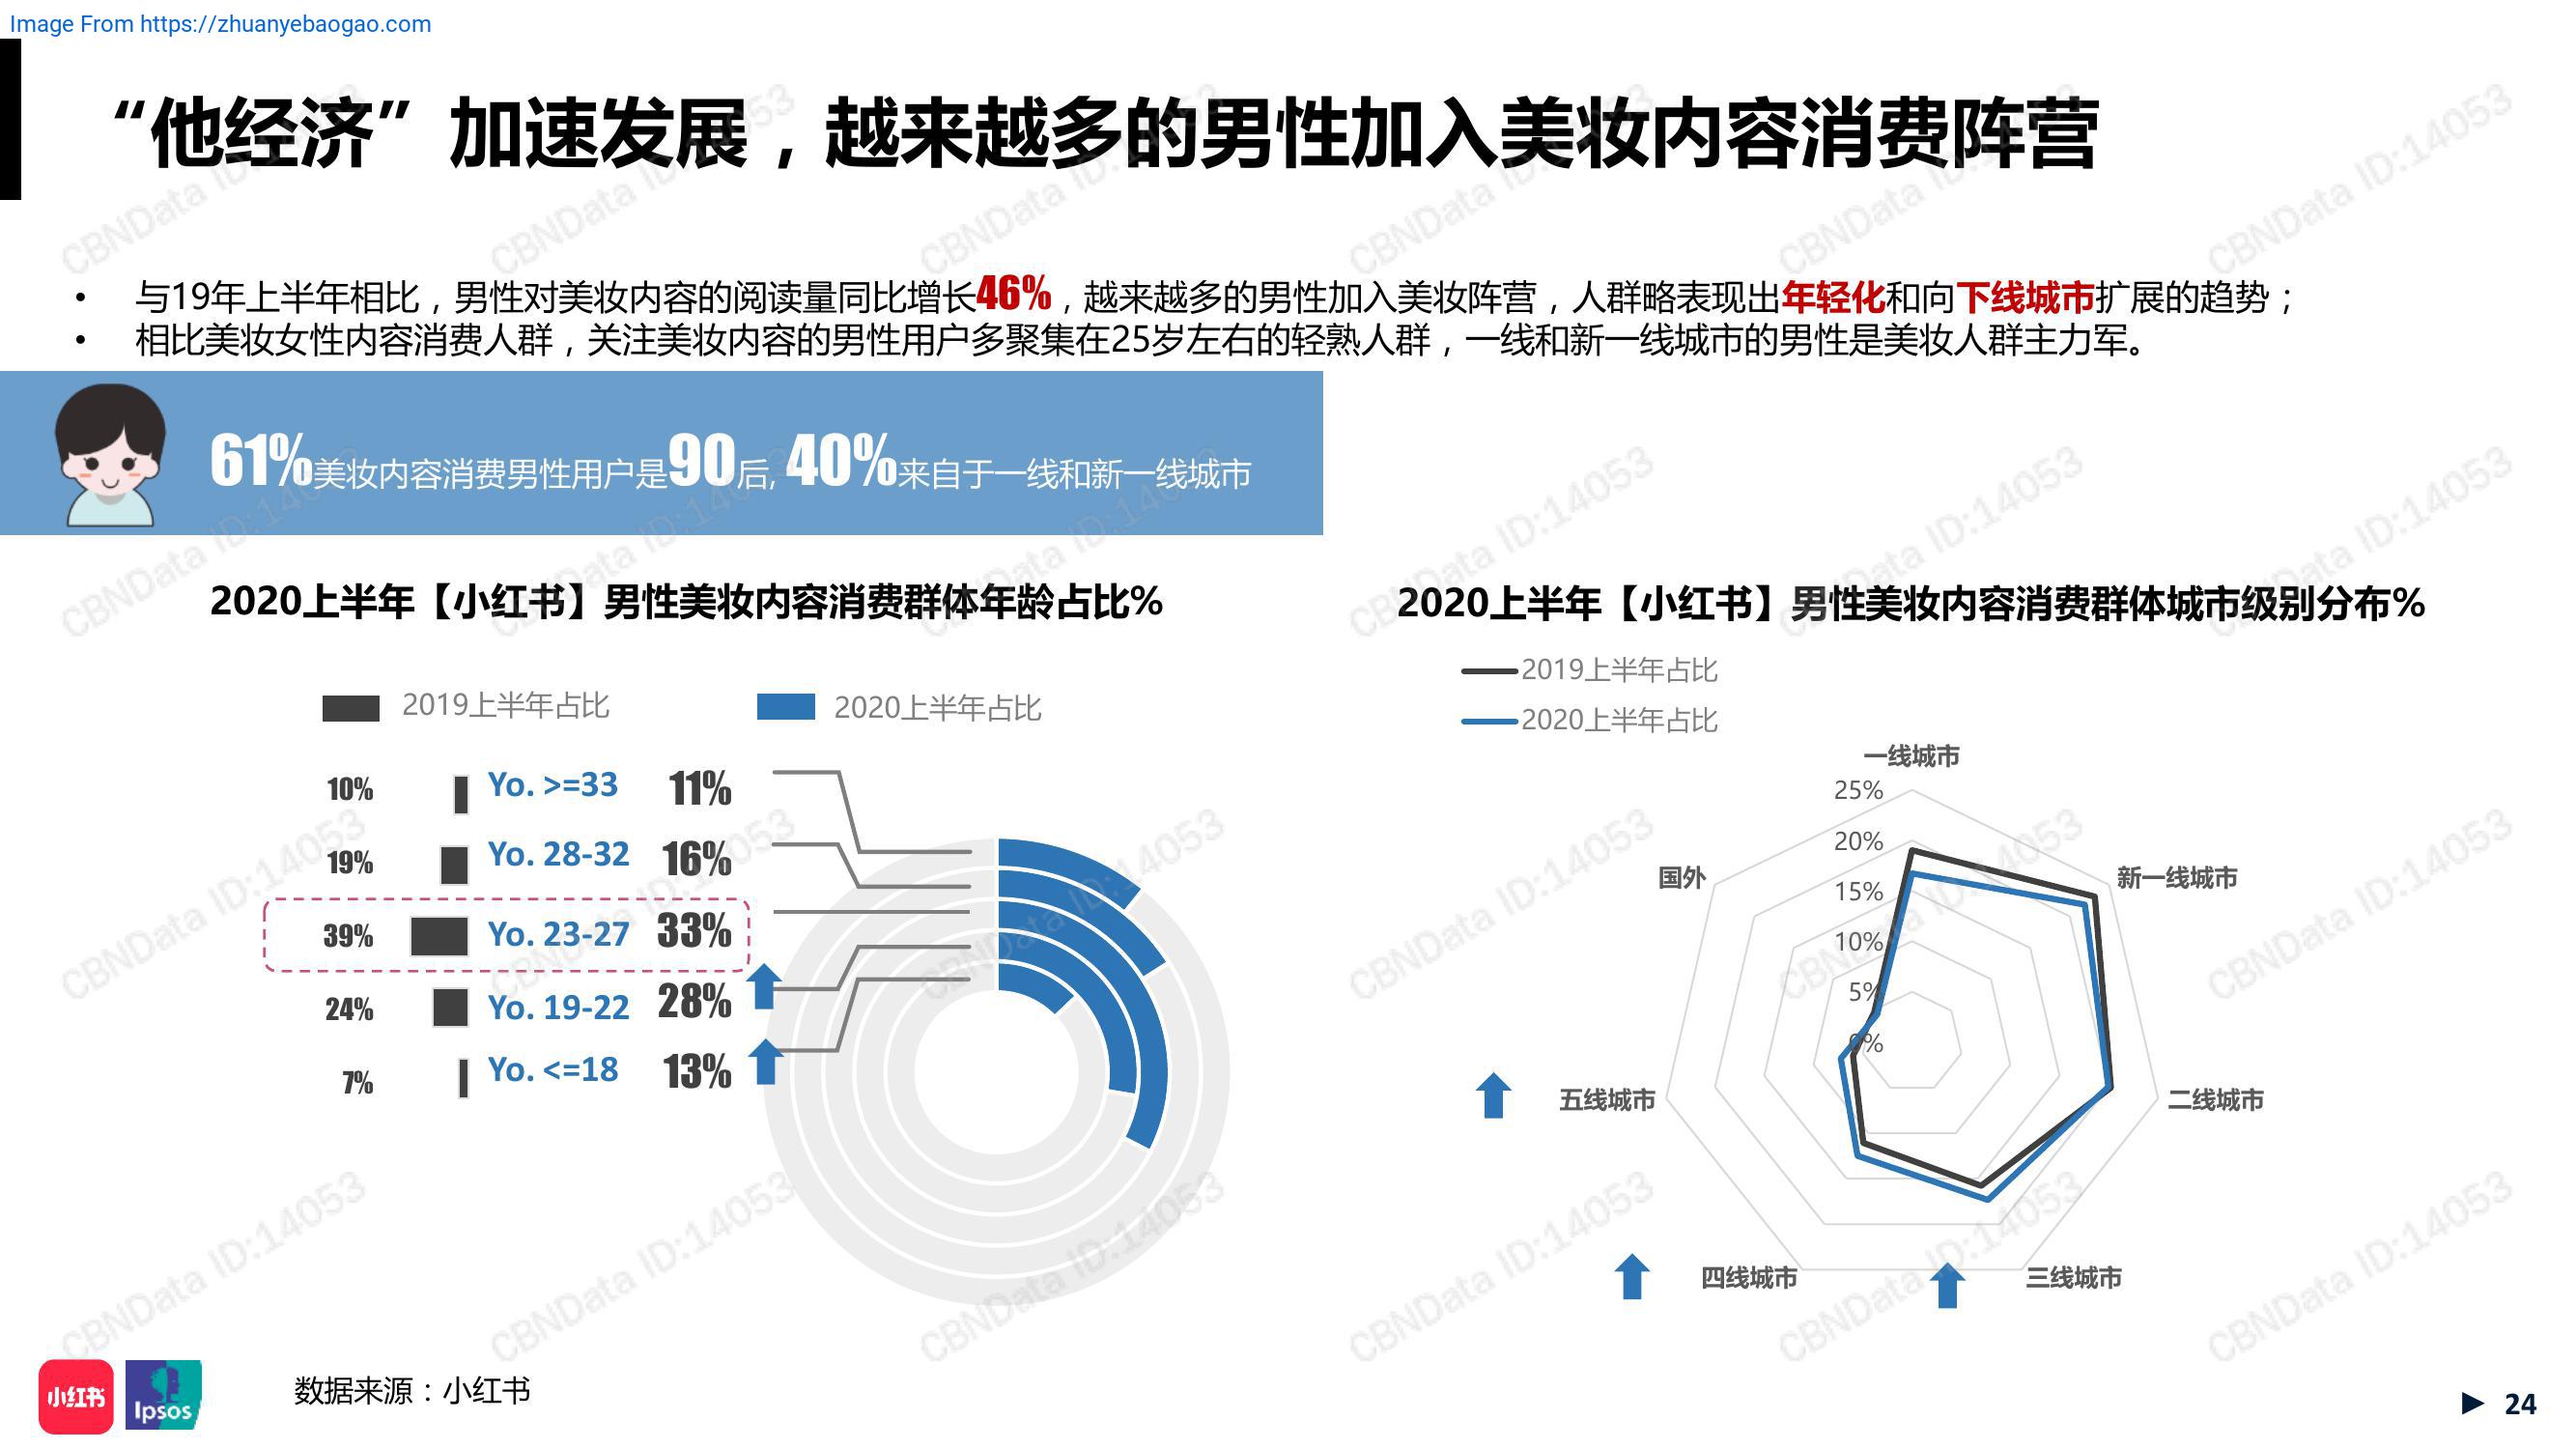 Image From https://zhuanyebaogao.com
“他经济”加速发展，越来越多的男性加入美妆内容消费阵营
• 与19年上半年相比，男性对美妆内容的阅读量同比增长46%，越来越多的男性加入美妆阵营，人群略表现出年轻化和向下线城市扩展的趋势；
• 相比美妆女性内容消费人群，关注美妆内容的男性用户多聚集在25岁左右的轻熟人群，一线和新一线城市的男性是美妆人群主力军。
61%美妆内容消费男性用户是90后, 40%来自于一线和新一线城市
2020上半年【小红书】男性美妆内容消费群体年龄占比%
2019上半年占比
2020上半年占比
10% Yo. >=33 11%
19% Yo. 28-32 16%
39% Yo. 23-27 33%
24% Yo. 19-22 28%
7% Yo. <=18 13%
2020上半年【小红书】男性美妆内容消费群体城市级别分布%
2019上半年占比
2020上半年占比
一线城市
25%
20%
国外
15%
新一线城市
10%
5%
0%
五线城市
二线城市
四线城市
三线城市
小红书
Ipsos
数据来源：小红书
24
CBNData ID:14053